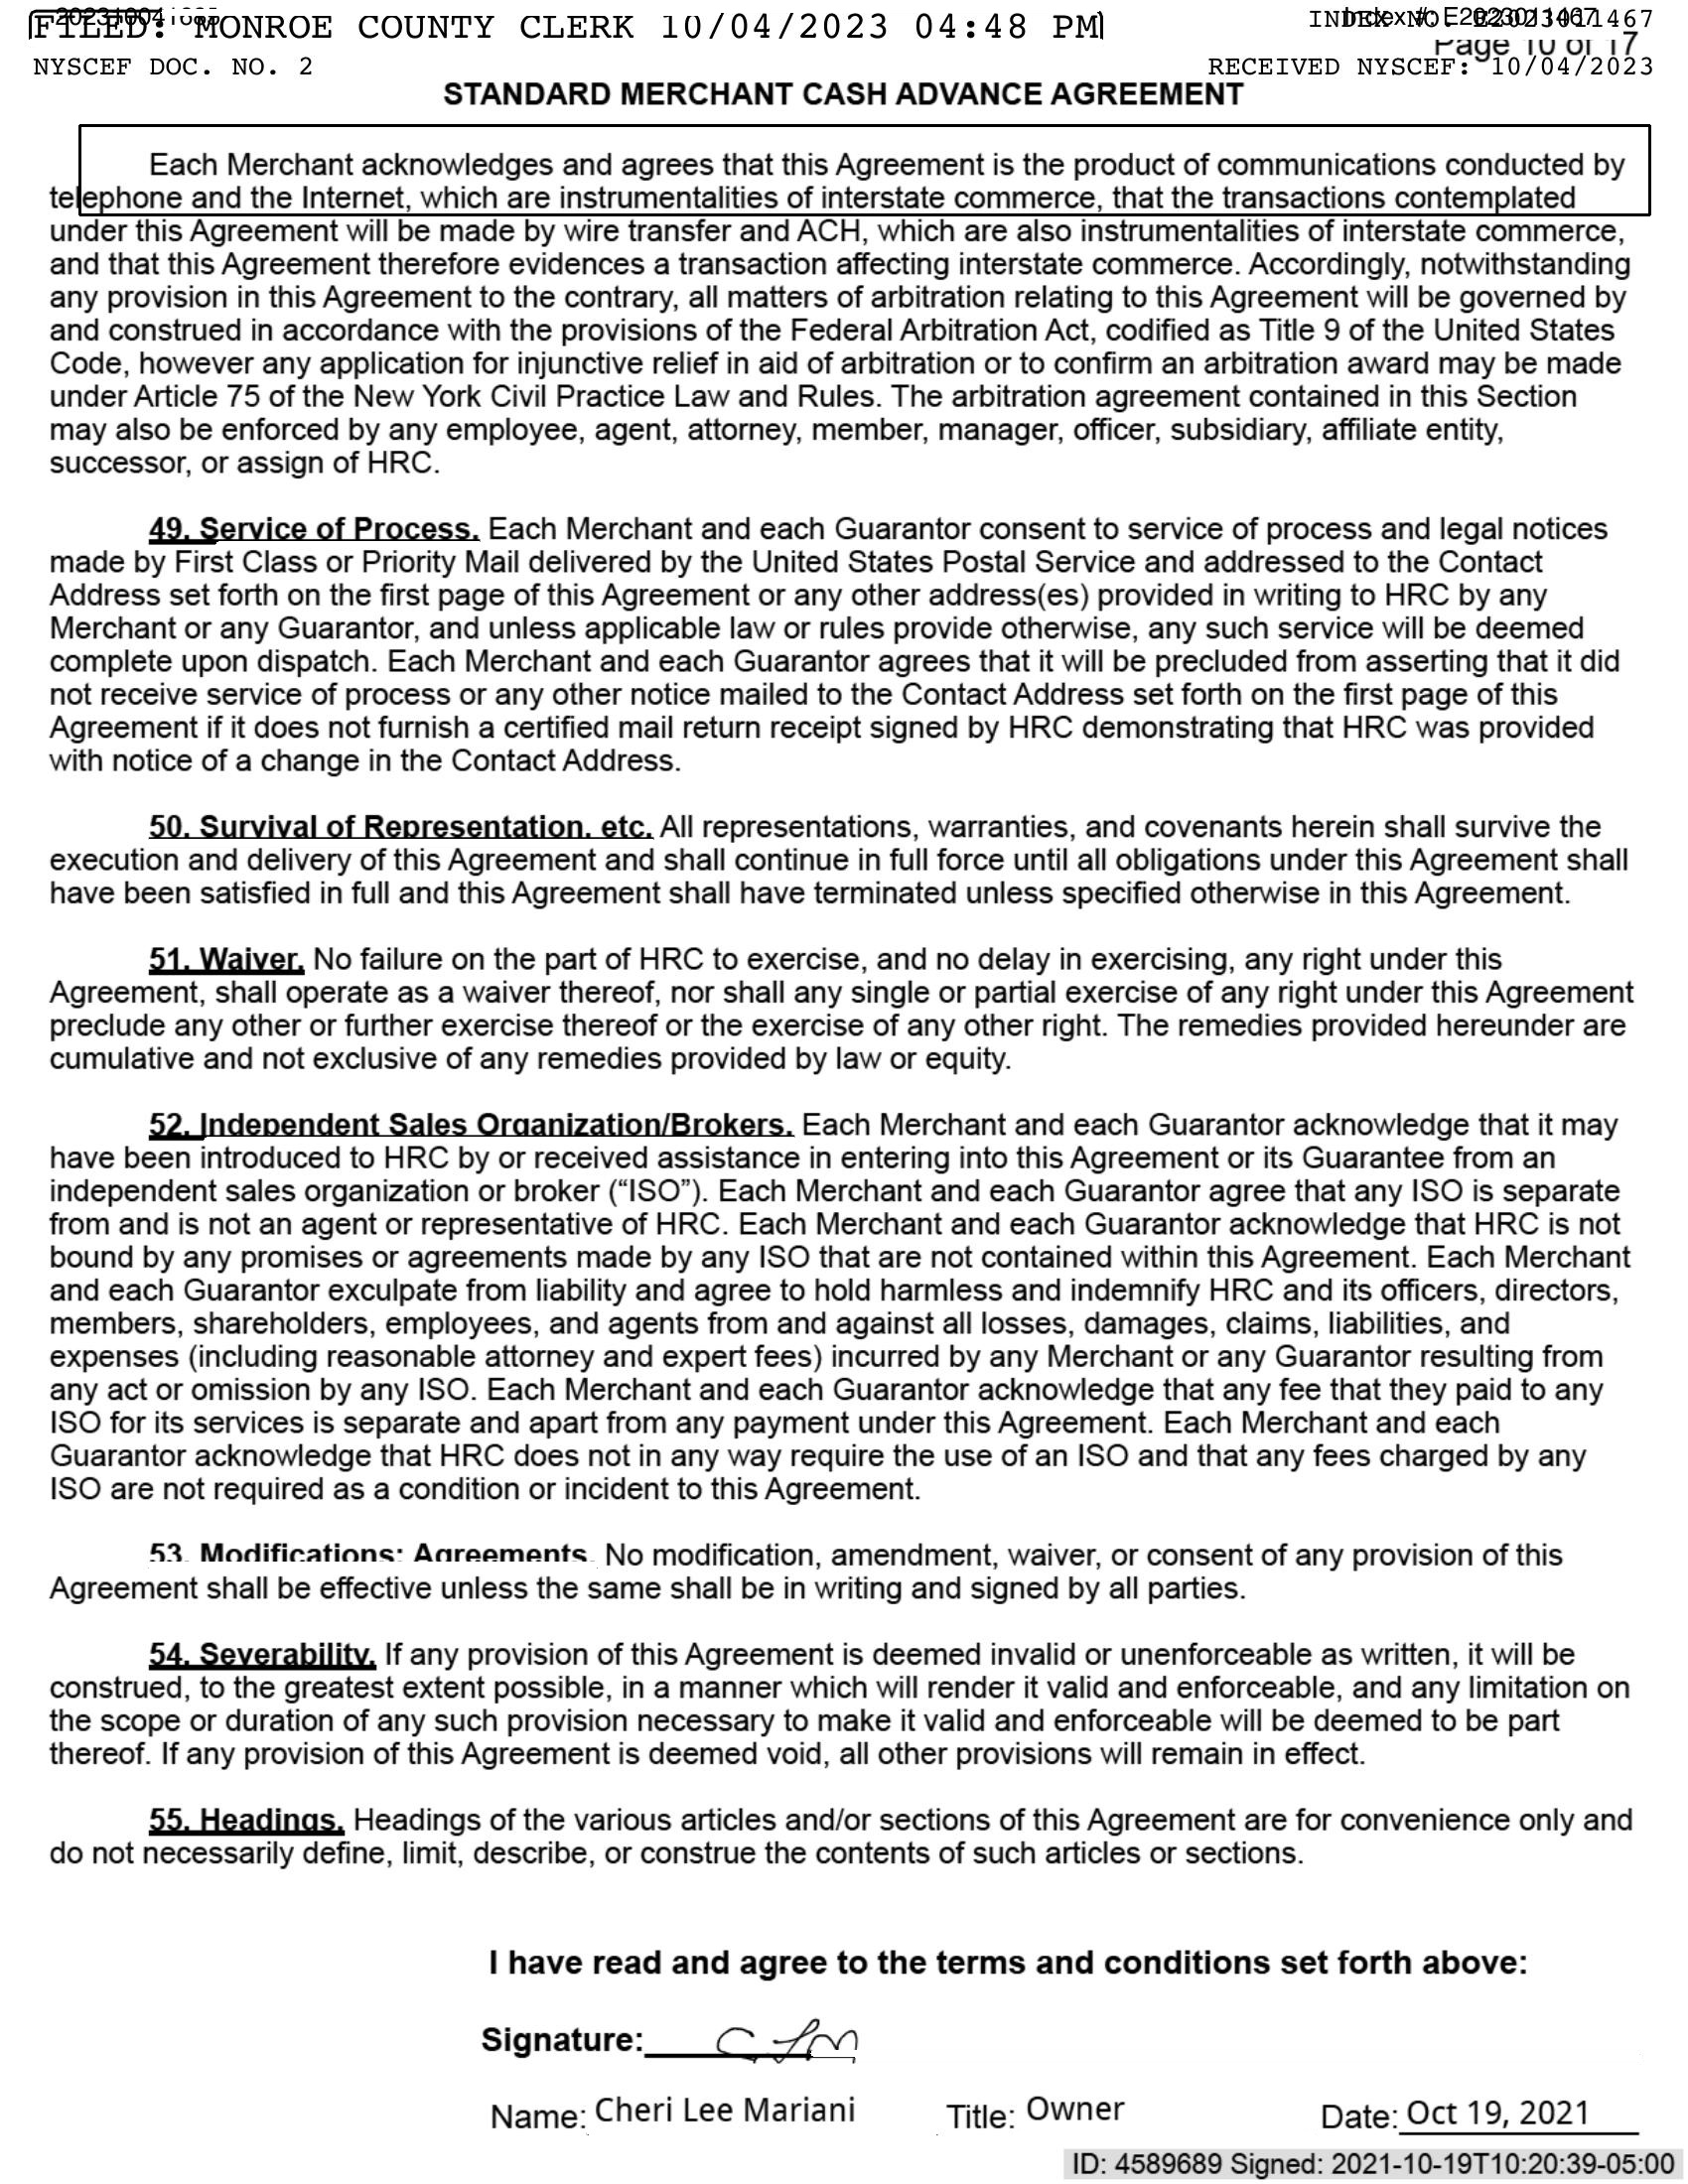 202310041685
FILED: MONROE COUNTY CLERK 10/04/2023 04:48 PM
INDEX NO. E2023011467
Index #: E2023011467
Page 10 of 17
NYSCEF DOC. NO. 2
RECEIVED NYSCEF: 10/04/2023
STANDARD MERCHANT CASH ADVANCE AGREEMENT
Each Merchant acknowledges and agrees that this Agreement is the product of communications conducted by
telephone and the Internet, which are instrumentalities of interstate commerce, that the transactions contemplated
under this Agreement will be made by wire transfer and ACH, which are also instrumentalities of interstate commerce,
and that this Agreement therefore evidences a transaction affecting interstate commerce. Accordingly, notwithstanding
any provision in this Agreement to the contrary, all matters of arbitration relating to this Agreement will be governed by
and construed in accordance with the provisions of the Federal Arbitration Act, codified as Title 9 of the United States
Code, however any application for injunctive relief in aid of arbitration or to confirm an arbitration award may be made
under Article 75 of the New York Civil Practice Law and Rules. The arbitration agreement contained in this Section
may also be enforced by any employee, agent, attorney, member, manager, officer, subsidiary, affiliate entity,
successor, or assign of HRC.
49. Service of Process. Each Merchant and each Guarantor consent to service of process and legal notices
made by First Class or Priority Mail delivered by the United States Postal Service and addressed to the Contact
Address set forth on the first page of this Agreement or any other address(es) provided in writing to HRC by any
Merchant or any Guarantor, and unless applicable law or rules provide otherwise, any such service will be deemed
complete upon dispatch. Each Merchant and each Guarantor agrees that it will be precluded from asserting that it did
not receive service of process or any other notice mailed to the Contact Address set forth on the first page of this
Agreement if it does not furnish a certified mail return receipt signed by HRC demonstrating that HRC was provided
with notice of a change in the Contact Address.
50. Survival of Representation, etc. All representations, warranties, and covenants herein shall survive the
execution and delivery of this Agreement and shall continue in full force until all obligations under this Agreement shall
have been satisfied in full and this Agreement shall have terminated unless specified otherwise in this Agreement.
51. Waiver. No failure on the part of HRC to exercise, and no delay in exercising, any right under this
Agreement, shall operate as a waiver thereof, nor shall any single or partial exercise of any right under this Agreement
preclude any other or further exercise thereof or the exercise of any other right. The remedies provided hereunder are
cumulative and not exclusive of any remedies provided by law or equity.
52. Independent Sales Organization/Brokers. Each Merchant and each Guarantor acknowledge that it may
have been introduced to HRC by or received assistance in entering into this Agreement or its Guarantee from an
independent sales organization or broker (“ISO”). Each Merchant and each Guarantor agree that any ISO is separate
from and is not an agent or representative of HRC. Each Merchant and each Guarantor acknowledge that HRC is not
bound by any promises or agreements made by any ISO that are not contained within this Agreement. Each Merchant
and each Guarantor exculpate from liability and agree to hold harmless and indemnify HRC and its officers, directors,
members, shareholders, employees, and agents from and against all losses, damages, claims, liabilities, and
expenses (including reasonable attorney and expert fees) incurred by any Merchant or any Guarantor resulting from
any act or omission by any ISO. Each Merchant and each Guarantor acknowledge that any fee that they paid to any
ISO for its services is separate and apart from any payment under this Agreement. Each Merchant and each
Guarantor acknowledge that HRC does not in any way require the use of an ISO and that any fees charged by any
ISO are not required as a condition or incident to this Agreement.
53. Modifications; Agreements. No modification, amendment, waiver, or consent of any provision of this
Agreement shall be effective unless the same shall be in writing and signed by all parties.
54. Severability. If any provision of this Agreement is deemed invalid or unenforceable as written, it will be
construed, to the greatest extent possible, in a manner which will render it valid and enforceable, and any limitation on
the scope or duration of any such provision necessary to make it valid and enforceable will be deemed to be part
thereof. If any provision of this Agreement is deemed void, all other provisions will remain in effect.
55. Headings. Headings of the various articles and/or sections of this Agreement are for convenience only and
do not necessarily define, limit, describe, or construe the contents of such articles or sections.
I have read and agree to the terms and conditions set forth above:
Signature: CLM
Name: Cheri Lee Mariani Title: Owner Date: Oct 19, 2021
ID: 4589689 Signed: 2021-10-19T10:20:39-05:00